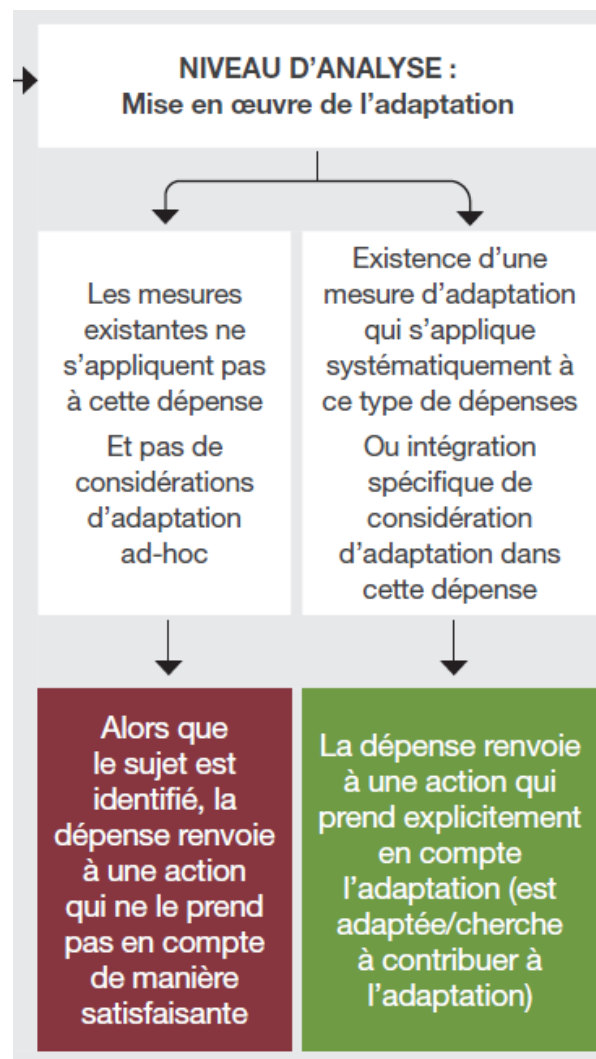 NIVEAU D’ANALYSE :
Mise en œuvre de l’adaptation
Les mesures
existantes ne
s’appliquent pas
à cette dépense
Et pas de
considérations
d’adaptation
ad-hoc
Existence d’une
mesure d’adaptation
qui s’applique
systématiquement à
ce type de dépenses
Ou intégration
spécifique de
considération
d’adaptation dans
cette dépense
Alors que
le sujet est
identifié, la
dépense renvoie
à une action
qui ne le prend
pas en compte
de manière
satisfaisante
La dépense renvoie
à une action qui
prend explicitement
en compte
l’adaptation (est
adaptée/cherche
à contribuer à
l’adaptation)